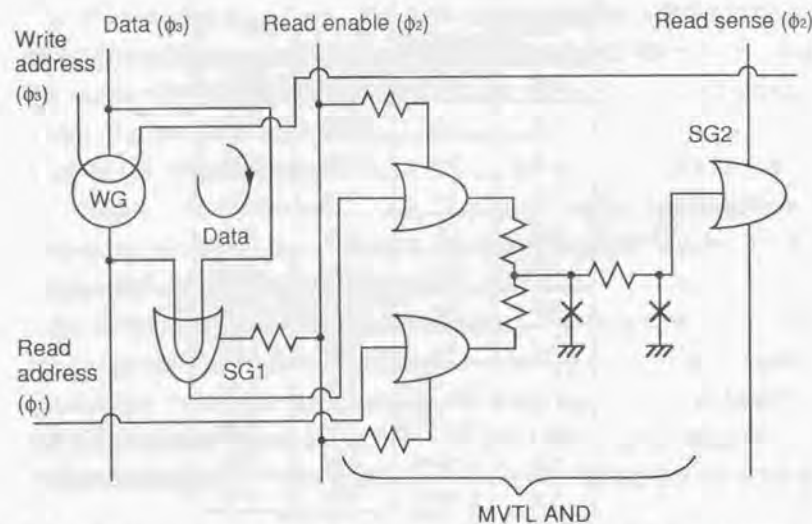 Data (ϕ3)
Read enable (ϕ2)
Read sense (ϕ2)
Write
address
(ϕ3)
SG2
WG
Data
Read
address
(ϕ1)
SG1
MVTL AND